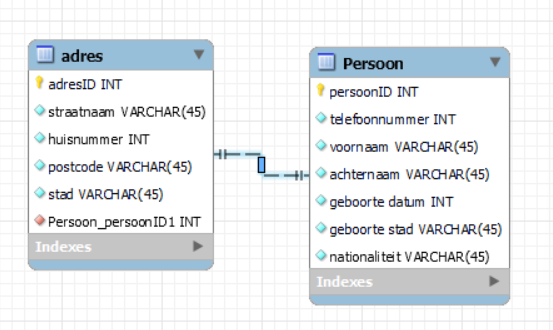 adres
adresID INT
straatnaam VARCHAR(45)
huisnummer INT
postcode VARCHAR(45)
stad VARCHAR(45)
Persoon_persoonID1 INT
Indexes
Persoon
persoonID INT
telefoonnummer INT
voornaam VARCHAR(45)
achternaam VARCHAR(45)
geboorte datum INT
geboorte stad VARCHAR(45)
nationaliteit VARCHAR(45)
Indexes